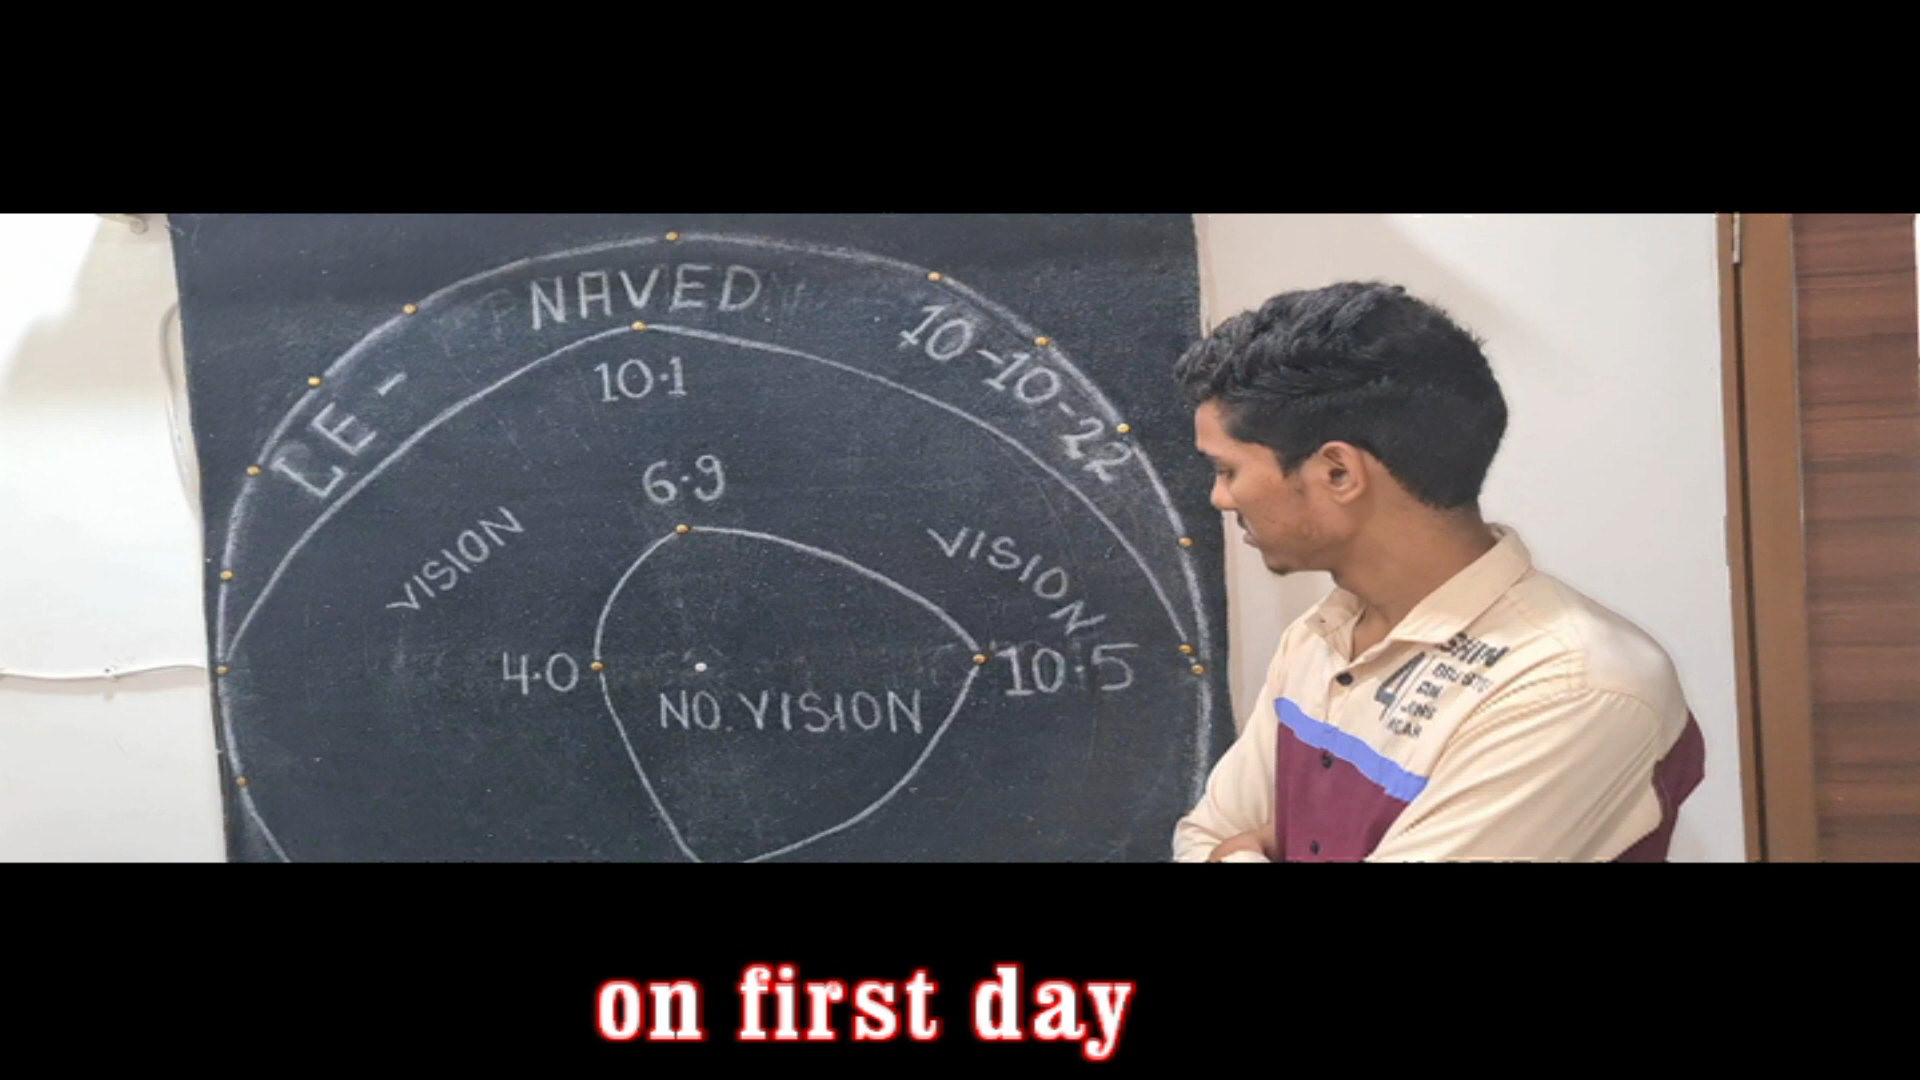 LE - NAVED 10-10-22
10.1
6.9
VISION
VISION
4.0
10.5
NO. VISION
4
on first day